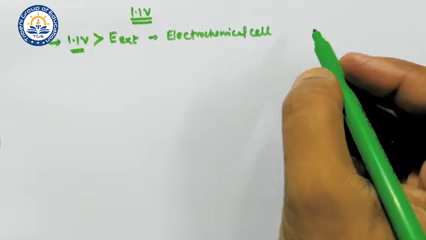 1.1V
→ 1.1V > Eext → Electrochemical cell